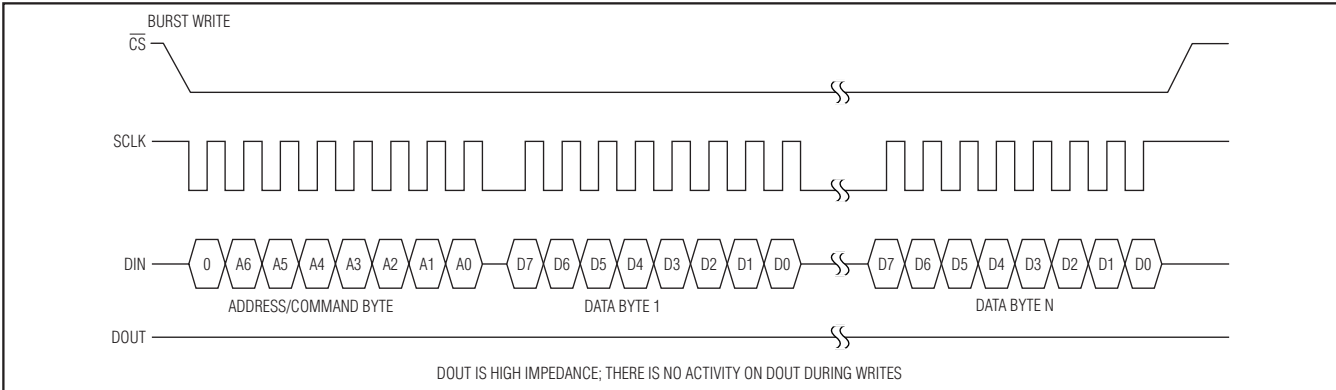 BURST WRITE
CS
SCLK
DIN 0 A6 A5 A4 A3 A2 A1 A0 D7 D6 D5 D4 D3 D2 D1 D0 D7 D6 D5 D4 D3 D2 D1 D0
ADDRESS/COMMAND BYTE DATA BYTE 1 DATA BYTE N
DOUT
DOUT IS HIGH IMPEDANCE; THERE IS NO ACTIVITY ON DOUT DURING WRITES